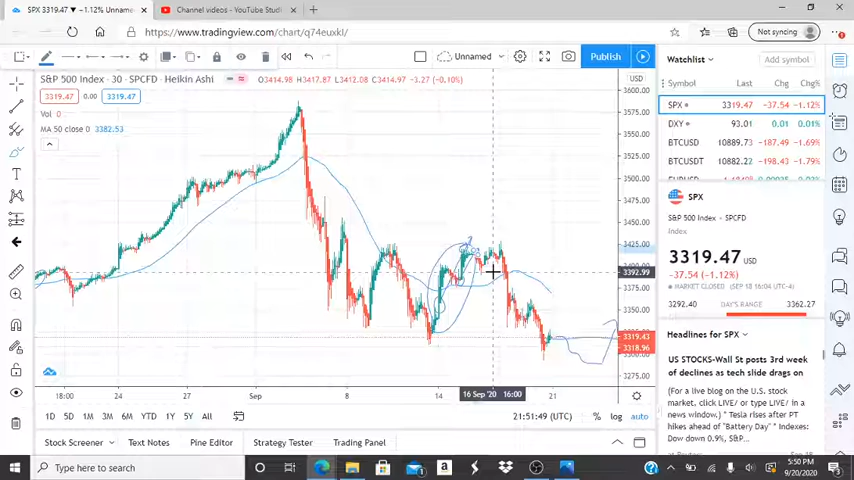 SPX 3319.47 ▼ −1.12% Unnam
Channel videos - YouTube Studi
https://www.tradingview.com/chart/q74euxkl/
Not syncing
Unnamed
Publish
Watchlist
Add symbol
S&P 500 Index · 30 · SPCFD · Heikin Ashi
O3414.98 H3417.87 L3412.08 C3414.97 −3.27 (−0.10%)
3319.47 0.00 3319.47
Vol 0
MA 50 close 0 3382.53
USD
3600.00
3575.00
3550.00
3525.00
3500.00
3475.00
3450.00
3425.00
3392.99
3375.00
3350.00
3319.43
3318.96
3275.00
Symbol Last Chg Chg%
SPX 3319.47 −37.54 −1.12%
DXY 93.01 0.01 0.01%
BTCUSD 10889.73 −187.49 −1.69%
BTCUSDT 10882.22 −198.43 −1.79%
SPX
S&P 500 Index · SPCFD
3319.47 USD
−37.54 (−1.12%)
MARKET CLOSED (SEP 18 16:04 UTC-4)
3292.40 DAY'S RANGE 3362.27
Headlines for SPX
US STOCKS-Wall St posts 3rd week
of declines as tech slide drags on
(For a live blog on the U.S. stock
market, click LIVE/ or type LIVE/ in a
news window.) * Tesla rises after PT
hikes ahead of "Battery Day" * Indexes:
Dow down 0.9%, S&P...
18:00 24 27 Sep 8 14 16 Sep '20 16:00 21
1D 5D 1M 3M 6M YTD 1Y 5Y All
21:51:49 (UTC) % log auto
Stock Screener Text Notes Pine Editor Strategy Tester Trading Panel
Type here to search
5:50 PM
9/20/2020